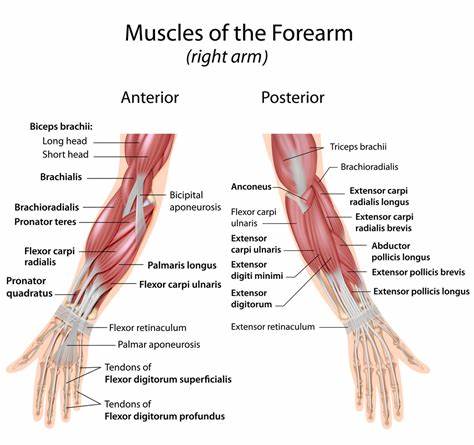 Muscles of the Forearm
(right arm)
Anterior
Posterior
Biceps brachii:
Long head
Short head
Brachialis
Brachioradialis
Pronator teres
Flexor carpi
radialis
Pronator
quadratus
Bicipital
aponeurosis
Palmaris longus
Flexor carpi ulnaris
Flexor retinaculum
Palmar aponeurosis
Tendons of
Flexor digitorum superficialis
Tendons of
Flexor digitorum profundus
Anconeus
Flexor carpi
ulnaris
Extensor
carpi ulnaris
Extensor
digiti minimi
Extensor
digitorum
Extensor retinaculum
Triceps brachii
Brachioradialis
Extensor carpi
radialis longus
Extensor carpi
radialis brevis
Abductor
pollicis longus
Extensor pollicis brevis
Extensor pollicis longus